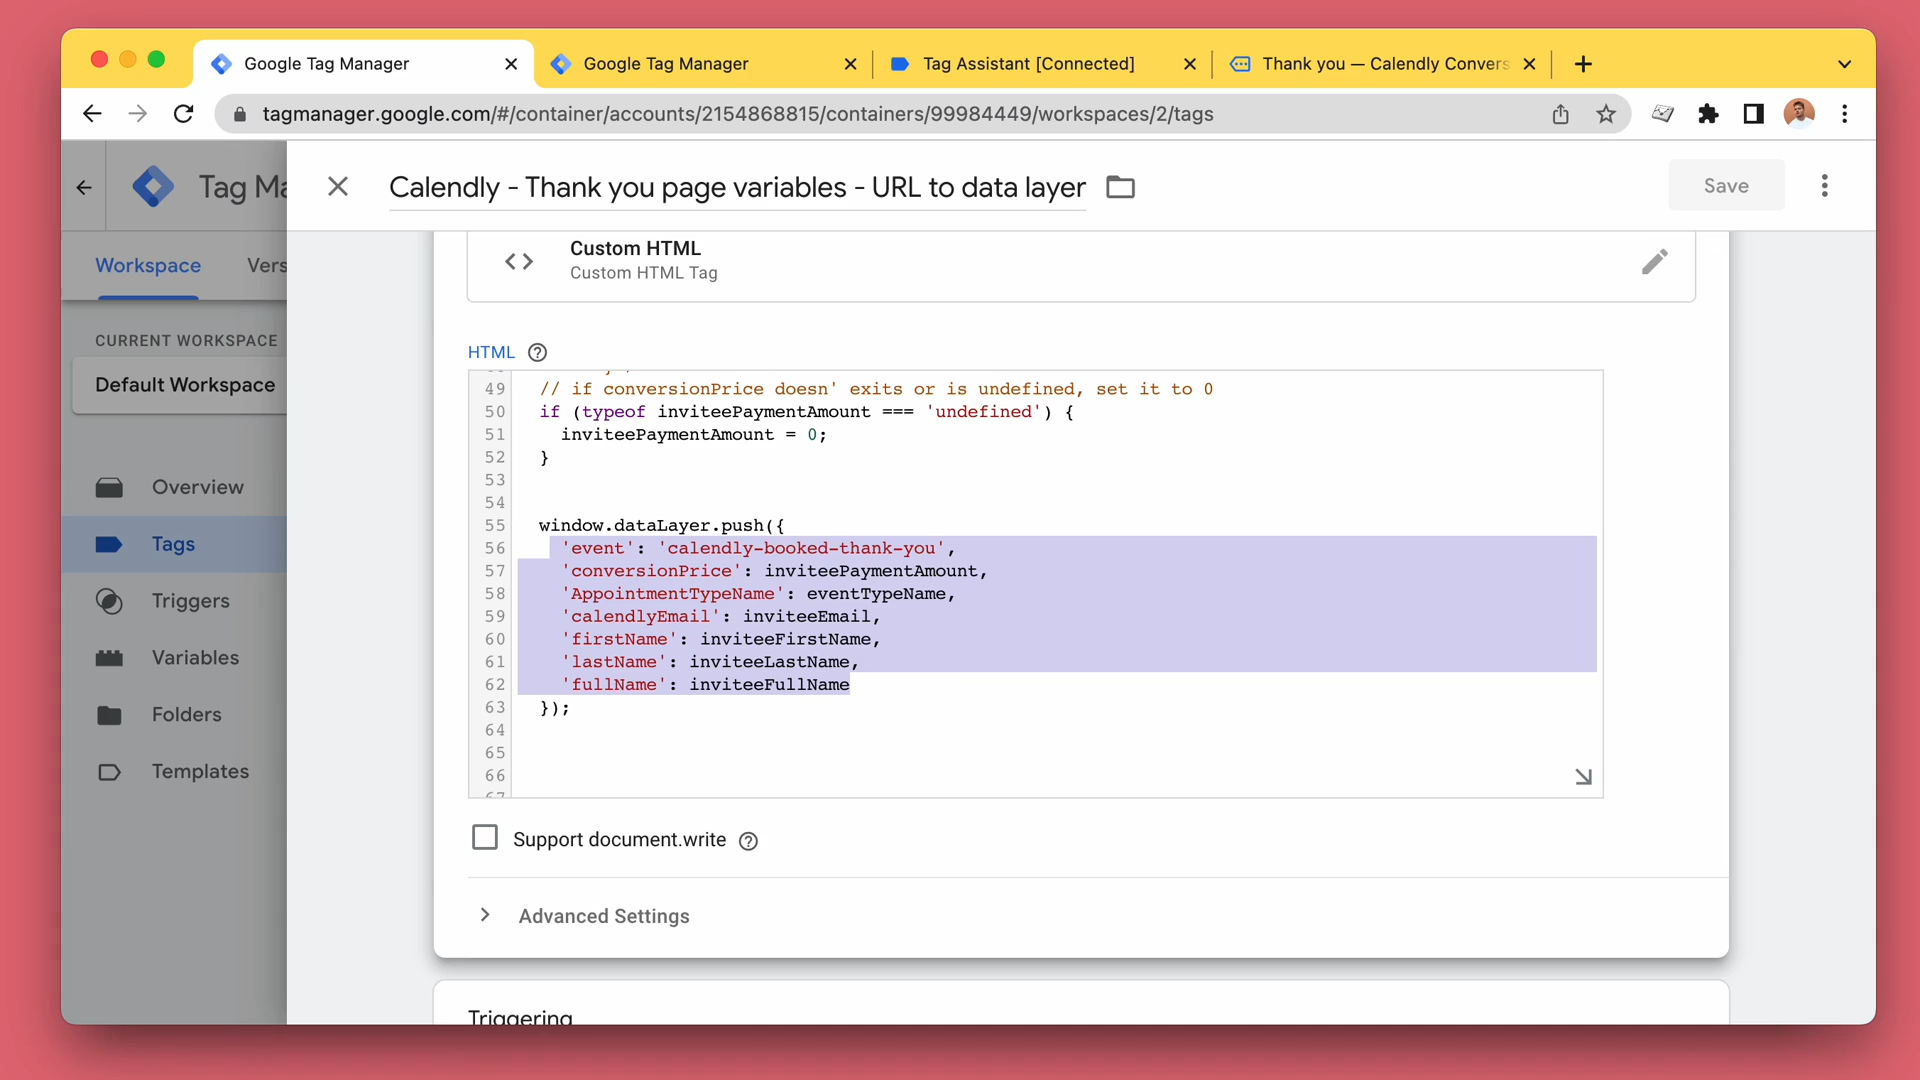 Google Tag Manager
Google Tag Manager
Tag Assistant [Connected]
Thank you — Calendly Convers
tagmanager.google.com/#/container/accounts/2154868815/containers/99984449/workspaces/2/tags
Tag Ma
Calendly - Thank you page variables - URL to data layer
Save
Workspace
Vers
CURRENT WORKSPACE
Default Workspace
Overview
Tags
Triggers
Variables
Folders
Templates
Custom HTML
Custom HTML Tag
HTML
49 // if conversionPrice doesn' exits or is undefined, set it to 0
50 if (typeof inviteePaymentAmount === 'undefined') {
51 inviteePaymentAmount = 0;
52 }
53
54
55 window.dataLayer.push({
56 'event': 'calendly-booked-thank-you',
57 'conversionPrice': inviteePaymentAmount,
58 'AppointmentTypeName': eventTypeName,
59 'calendlyEmail': inviteeEmail,
60 'firstName': inviteeFirstName,
61 'lastName': inviteeLastName,
62 'fullName': inviteeFullName
63 });
64
65
66
67
Support document.write
Advanced Settings
Triggering